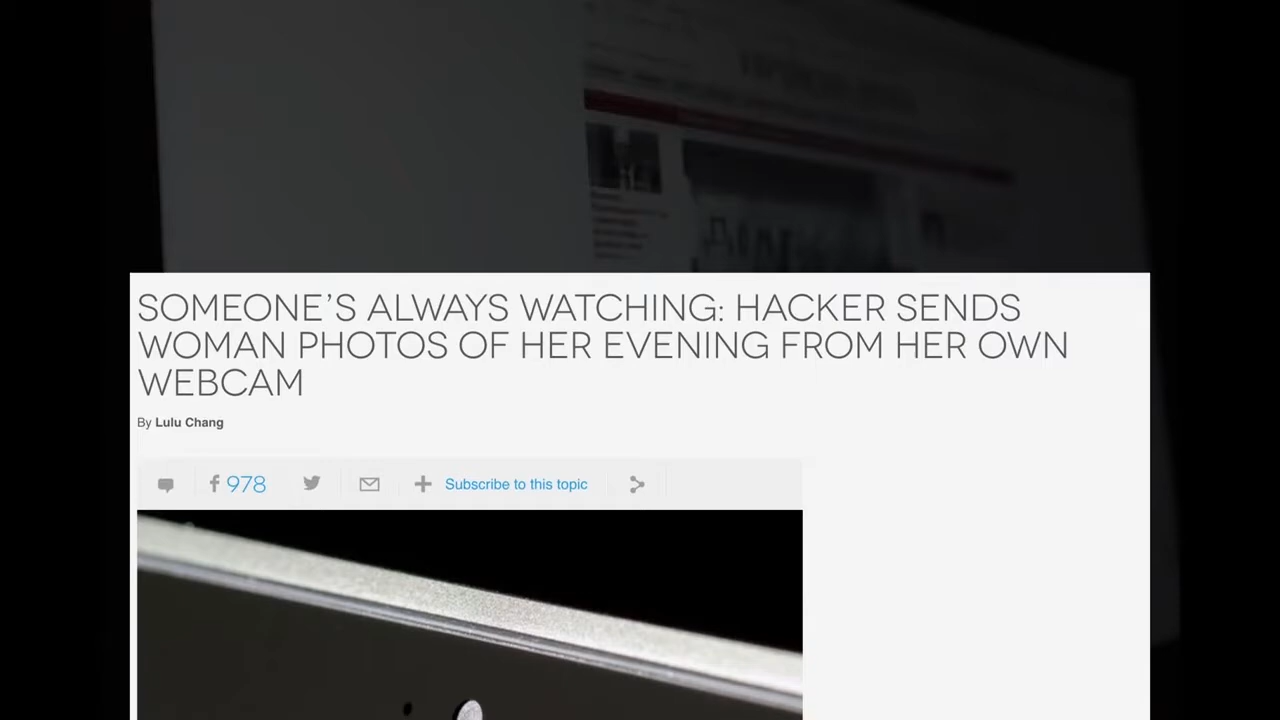 SOMEONE'S ALWAYS WATCHING: HACKER SENDS
WOMAN PHOTOS OF HER EVENING FROM HER OWN
WEBCAM
By Lulu Chang
978
Subscribe to this topic